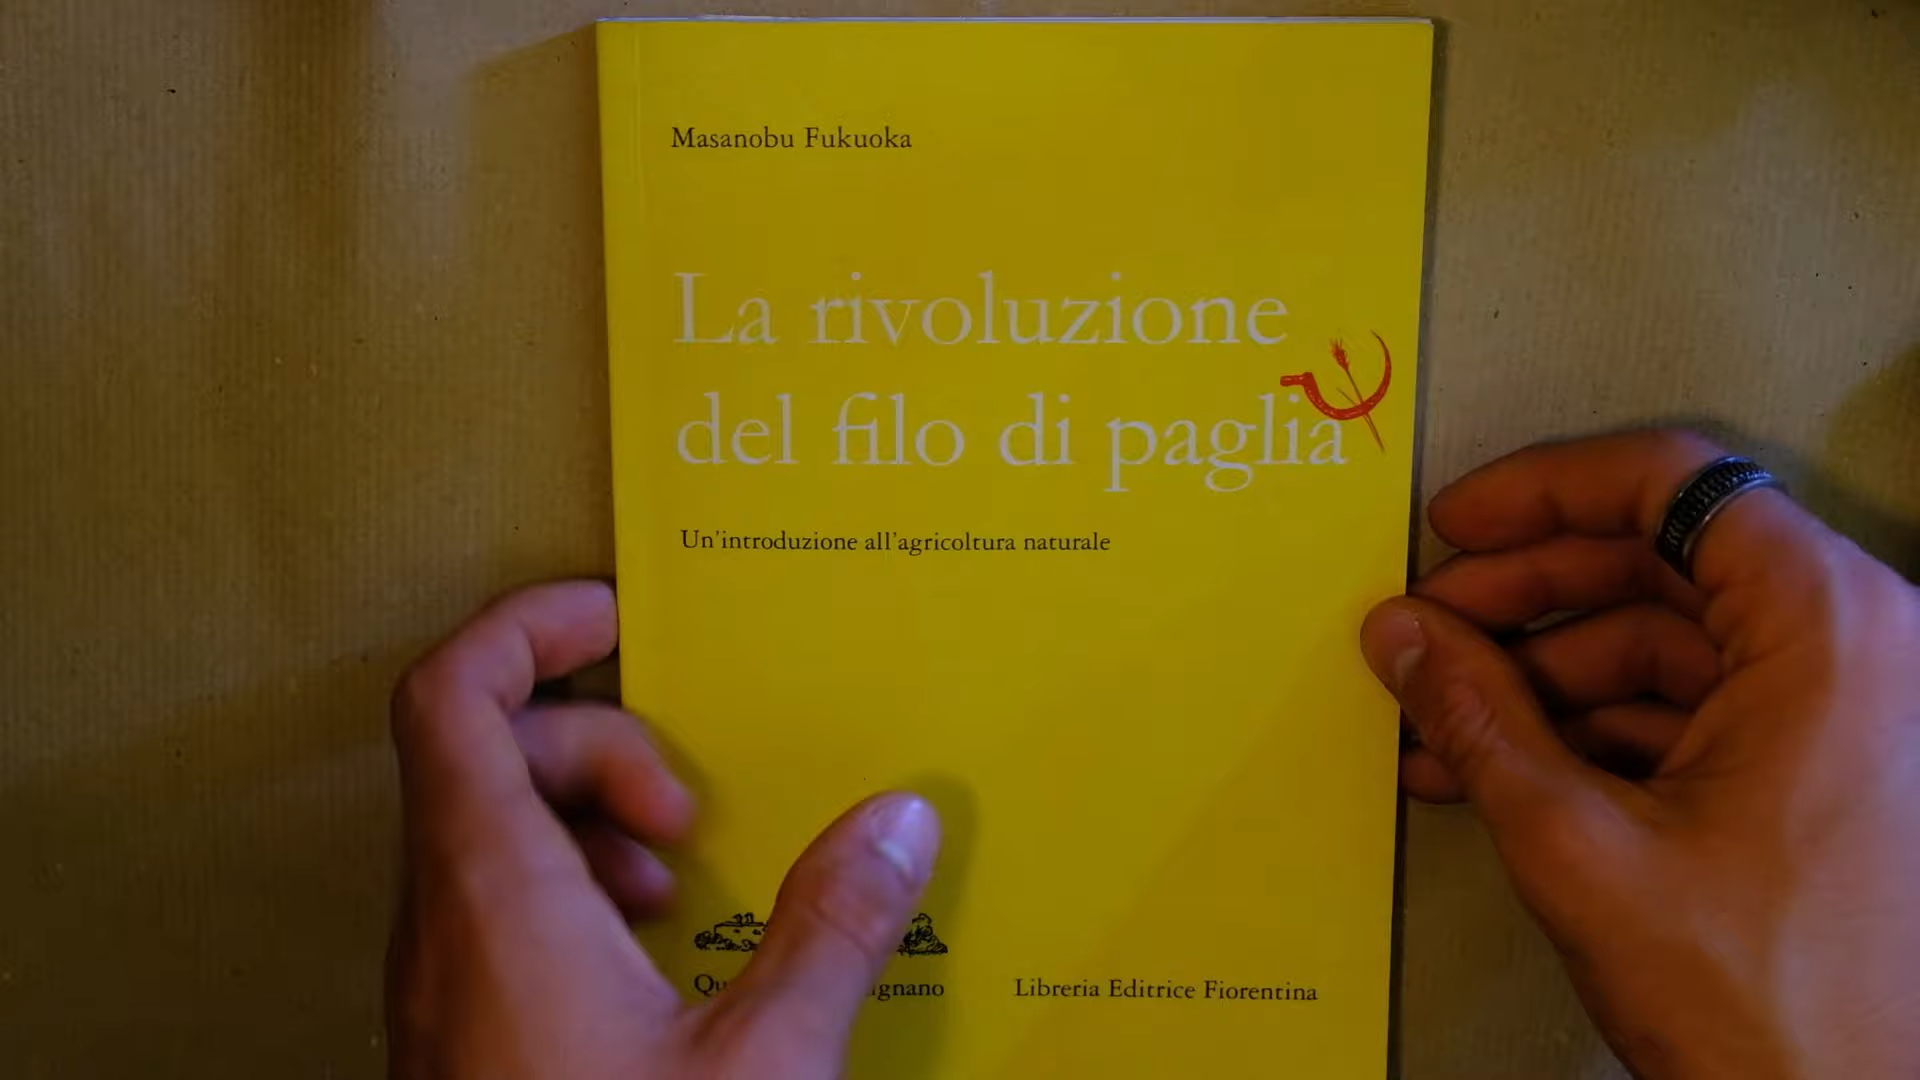 Masanobu Fukuoka
La rivoluzione
del filo di paglia
Un'introduzione all'agricoltura naturale
Libreria Editrice Fiorentina